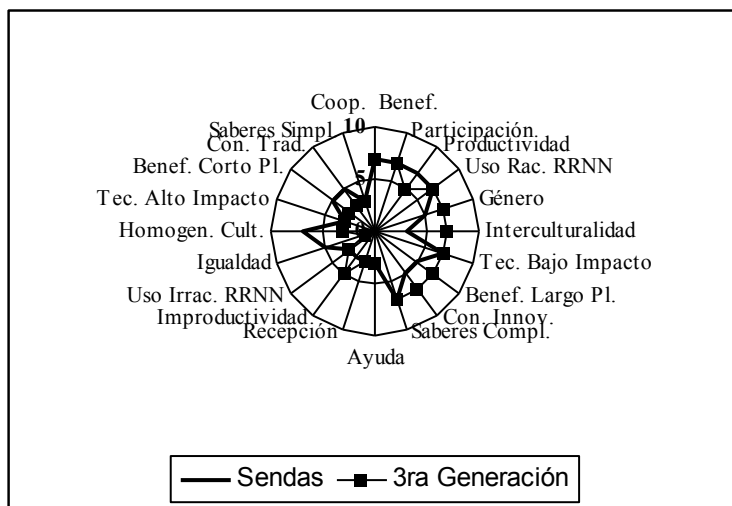 Coop. Benef.
Saberes Simpl.
10
Participación.
Con. Trad.
Productividad
Benef. Corto Pl.
Uso Rac. RRNN
5
Tec. Alto Impacto
Género
Homogen. Cult.
0
Interculturalidad
Igualdad
Tec. Bajo Impacto
Uso Irrac. RRNN
Benef. Largo Pl.
Improductividad.
Con. Innov.
Recepción
Saberes Compl.
Ayuda
Sendas
3ra Generación